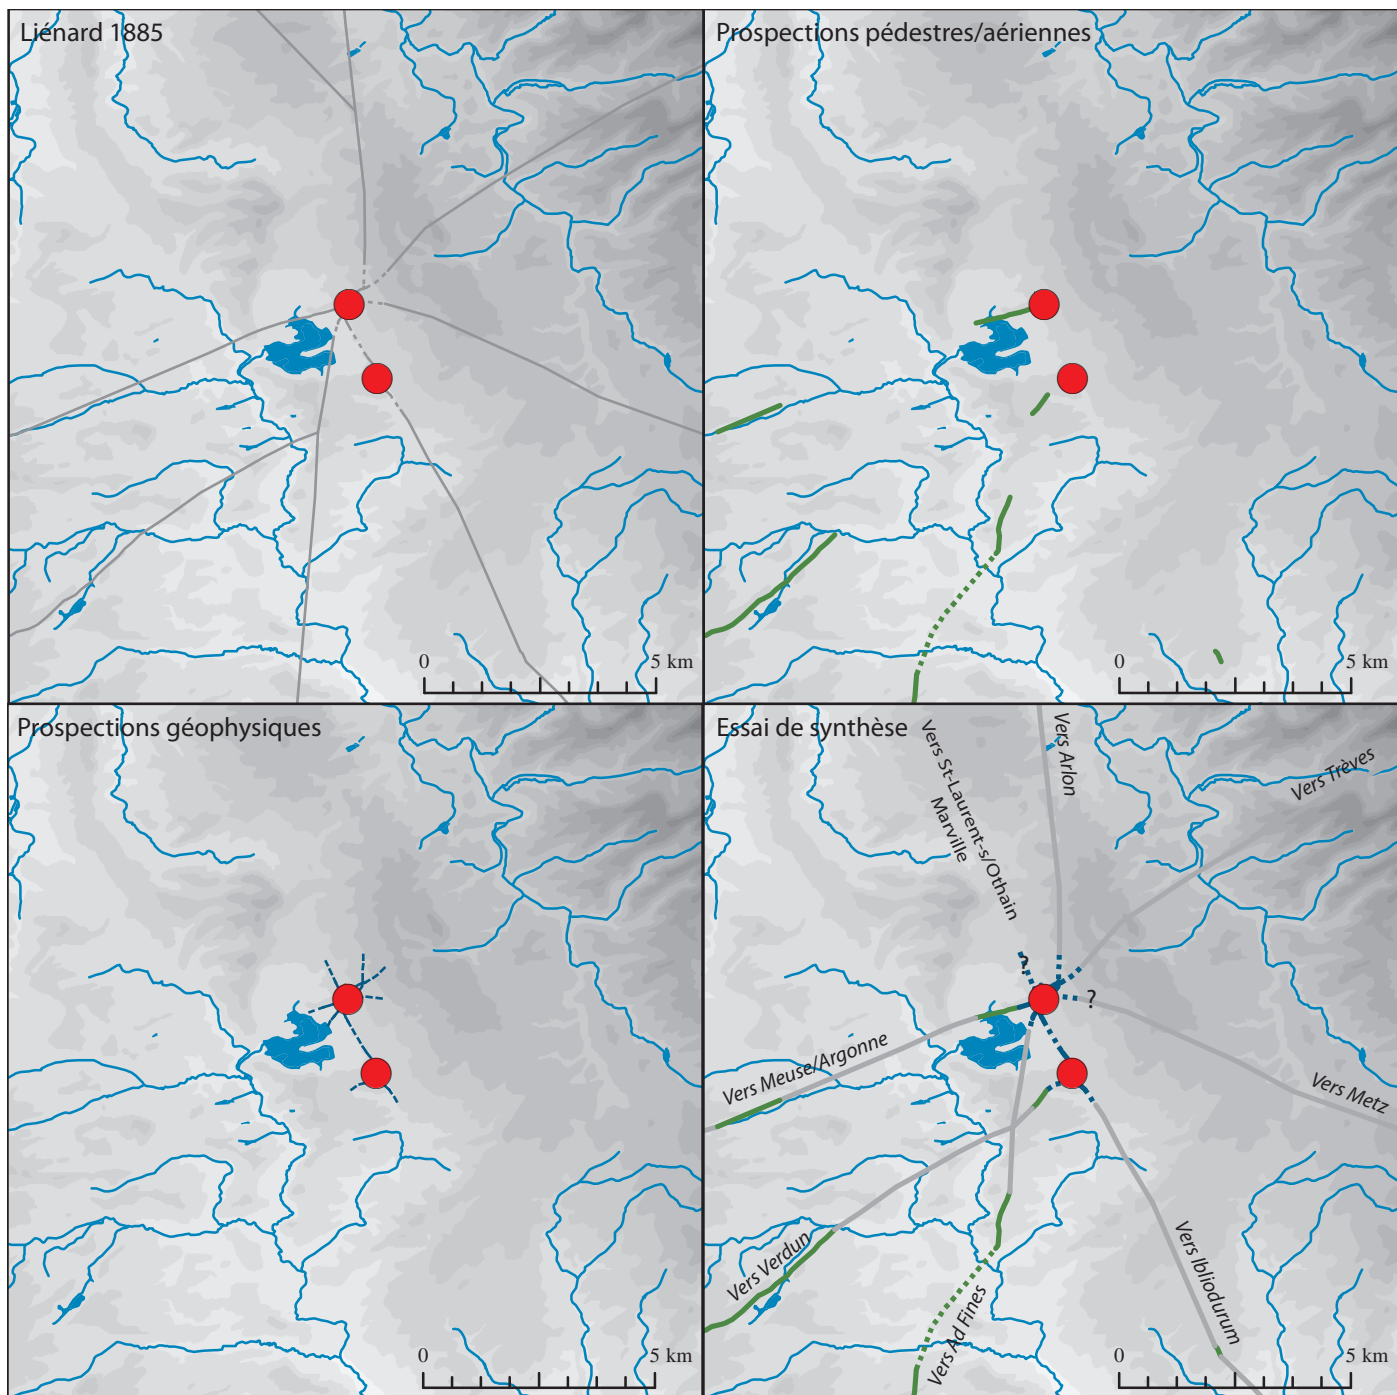 Liénard 1885
0
5 km
Prospections pédestres/aériennes
0
5 km
Prospections géophysiques
0
5 km
Essai de synthèse
Vers St-Laurent-s/Othain
Marville
Vers Arlon
Vers Trèves
?
?
Vers Meuse/Argonne
Vers Metz
Vers Verdun
Vers Ad Fines
Vers Ibliodurum
0
5 km